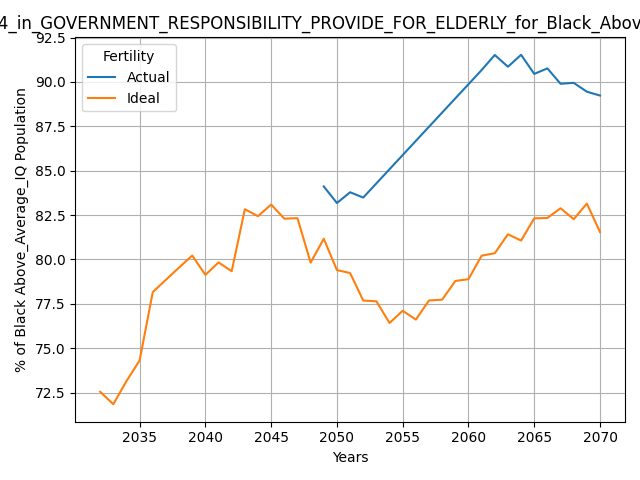 4_in_GOVERNMENT_RESPONSIBILITY_PROVIDE_FOR_ELDERLY_for_Black_Above
Fertility
Actual
Ideal
% of Black Above_Average_IQ Population
92.5
90.0
87.5
85.0
82.5
80.0
77.5
75.0
72.5
2035 2040 2045 2050 2055 2060 2065 2070
Years